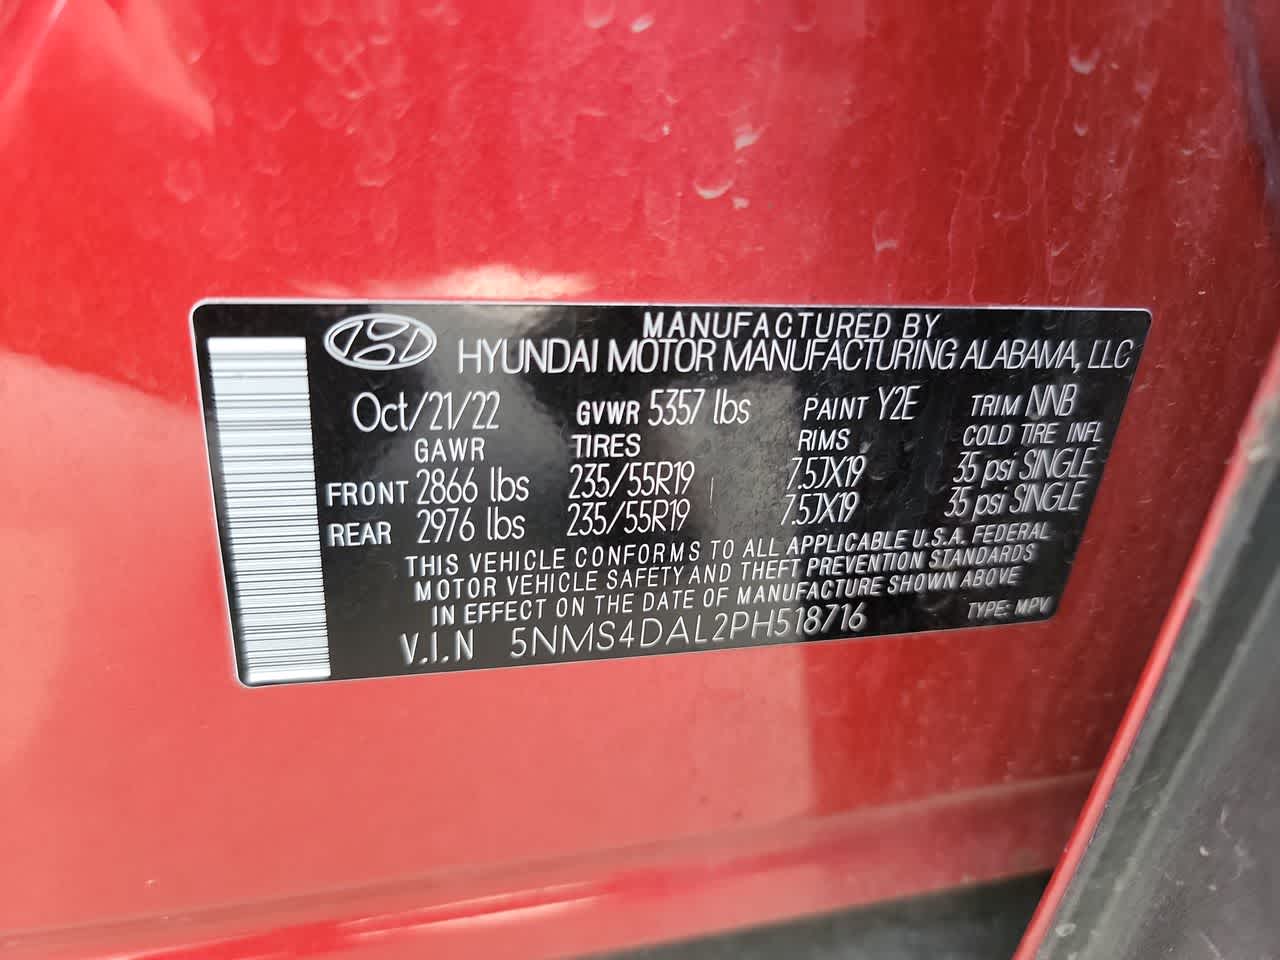 MANUFACTURED BY
HYUNDAI MOTOR MANUFACTURING ALABAMA, LLC
Oct/21/22 GVWR 5357 lbs PAINT Y2E TRIM NNB
GAWR TIRES RIMS COLD TIRE INFL
FRONT 2866 lbs 235/55R19 7.5JX19 35 psi SINGLE
REAR 2976 lbs 235/55R19 7.5JX19 35 psi SINGLE
THIS VEHICLE CONFORMS TO ALL APPLICABLE U.S.A. FEDERAL
MOTOR VEHICLE SAFETY AND THEFT PREVENTION STANDARDS
IN EFFECT ON THE DATE OF MANUFACTURE SHOWN ABOVE
V.I.N 5NMS4DAL2PH518716 TYPE: MPV